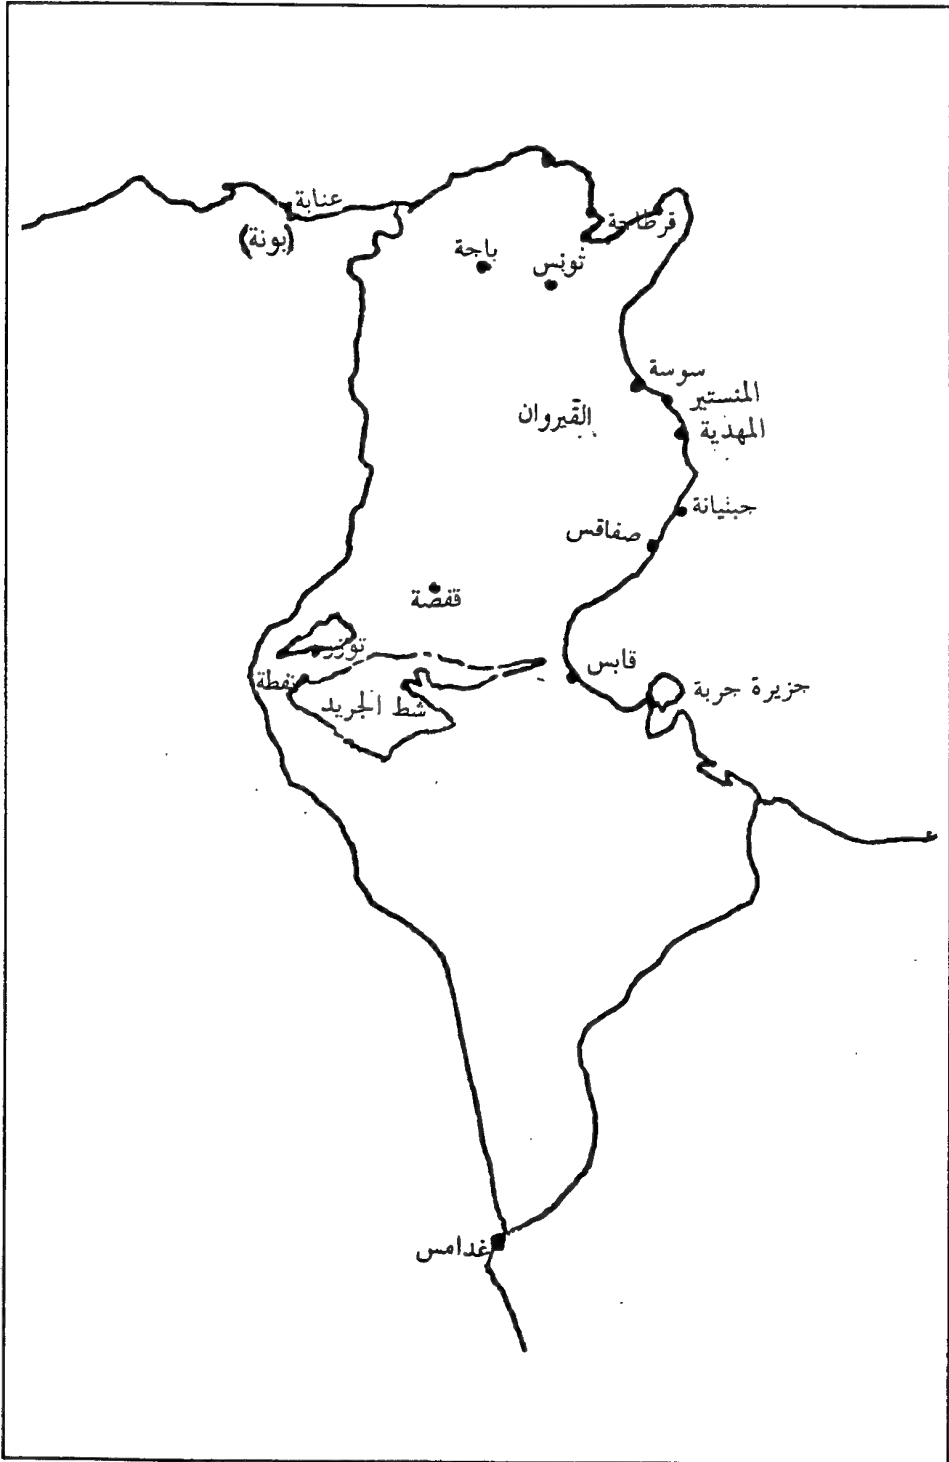 عنابة
(بونة)
قرطاجة
باجة
تونس
سوسة
المنستير
القيروان
المهدية
جبنيانة
صفاقس
قفصة
توزر
قابس
نفطة
جزيرة جربة
شط الجريد
غدامس